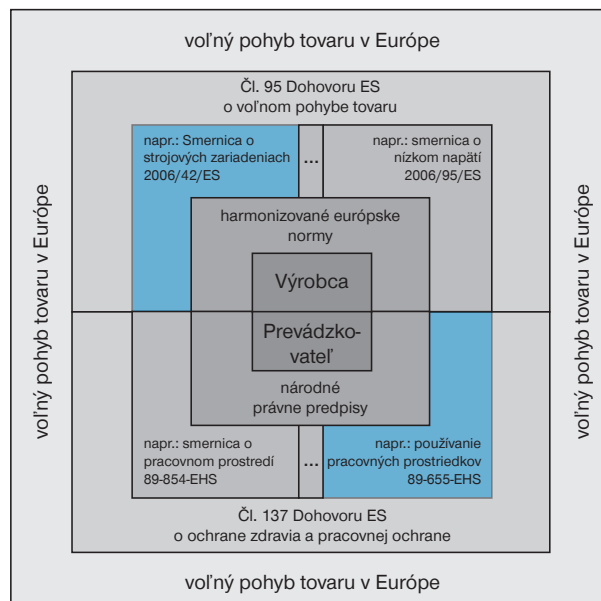 voľný pohyb tovaru v Európe
Čl. 95 Dohovoru ES
o voľnom pohybe tovaru
napr.: Smernica o
strojových zariadeniach
2006/42/ES
...
napr.: smernica o
nízkom napätí
2006/95/ES
voľný pohyb tovaru v Európe
voľný pohyb tovaru v Európe
harmonizované európske
normy
Výrobca
Prevádzko-
vateľ
národné
právne predpisy
napr.: smernica o
pracovnom prostredí
89-854-EHS
...
napr.: používanie
pracovných prostriedkov
89-655-EHS
Čl. 137 Dohovoru ES
o ochrane zdravia a pracovnej ochrane
voľný pohyb tovaru v Európe